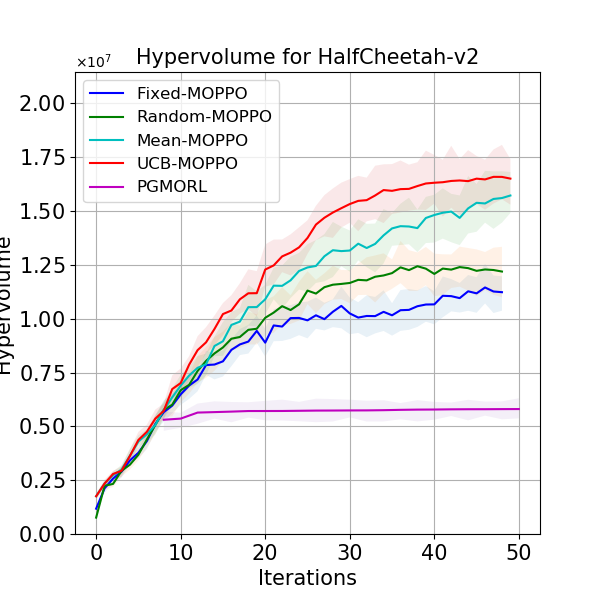 Hypervolume for HalfCheetah-v2
×10⁷
Fixed-MOPPO
Random-MOPPO
Mean-MOPPO
UCB-MOPPO
PGMORL
2.00
1.75
1.50
1.25
1.00
0.75
0.50
0.25
0.00
Hypervolume
0 10 20 30 40 50
Iterations